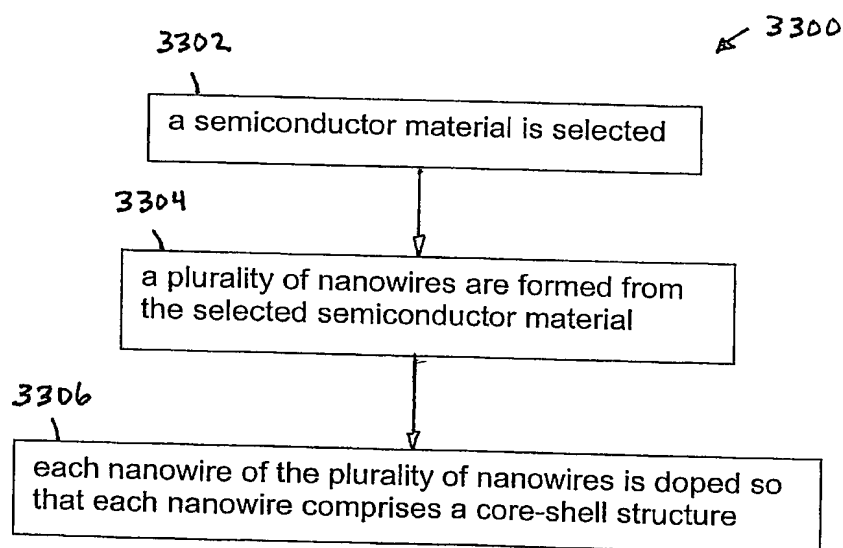 3300
3302
a semiconductor material is selected
3304
a plurality of nanowires are formed from
the selected semiconductor material
3306
each nanowire of the plurality of nanowires is doped so
that each nanowire comprises a core-shell structure